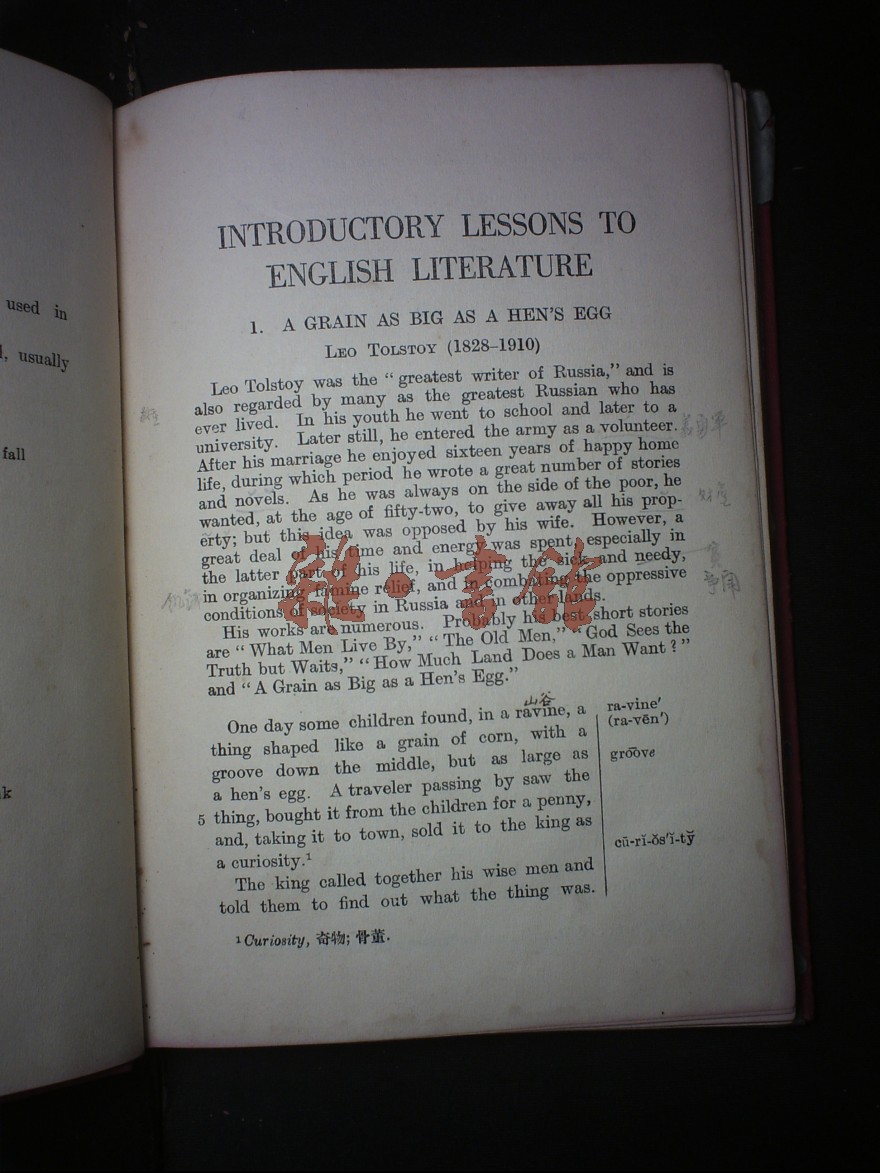 used in
usually
fall
INTRODUCTORY LESSONS TO
ENGLISH LITERATURE
1. A GRAIN AS BIG AS A HEN'S EGG
LEO TOLSTOY (1828–1910)
Leo Tolstoy was the “greatest writer of Russia,” and is
also regarded by many as the greatest Russian who has
ever lived. In his youth he went to school and later to a
university. Later still, he entered the army as a volunteer.
義勇軍
After his marriage he enjoyed sixteen years of happy home
life, during which period he wrote a great number of stories
and novels. As he was always on the side of the poor, he
wanted, at the age of fifty-two, to give away all his prop-
erty; but this idea was opposed by his wife. However, a
great deal of his time and energy was spent, especially in
the latter part of his life, in helping the sick and needy,
in organizing famine relief, and in combating the oppressive
conditions of society in Russia and in other lands.
His works are numerous. Probably his best short stories
are “What Men Live By,” “The Old Men,” “God Sees the
Truth but Waits,” “How Much Land Does a Man Want?”
and “A Grain as Big as a Hen's Egg.”
山谷
One day some children found, in a ravine, a
thing shaped like a grain of corn, with a
groove down the middle, but as large as
a hen's egg. A traveler passing by saw the
5 thing, bought it from the children for a penny,
and, taking it to town, sold it to the king as
a curiosity.¹
The king called together his wise men and
told them to find out what the thing was.
ra-vine′
(ra-vēn′)
gro͞ove
cū-rĭ-ŏs′ĭ-ty̆
¹ Curiosity, 奇物; 骨董.